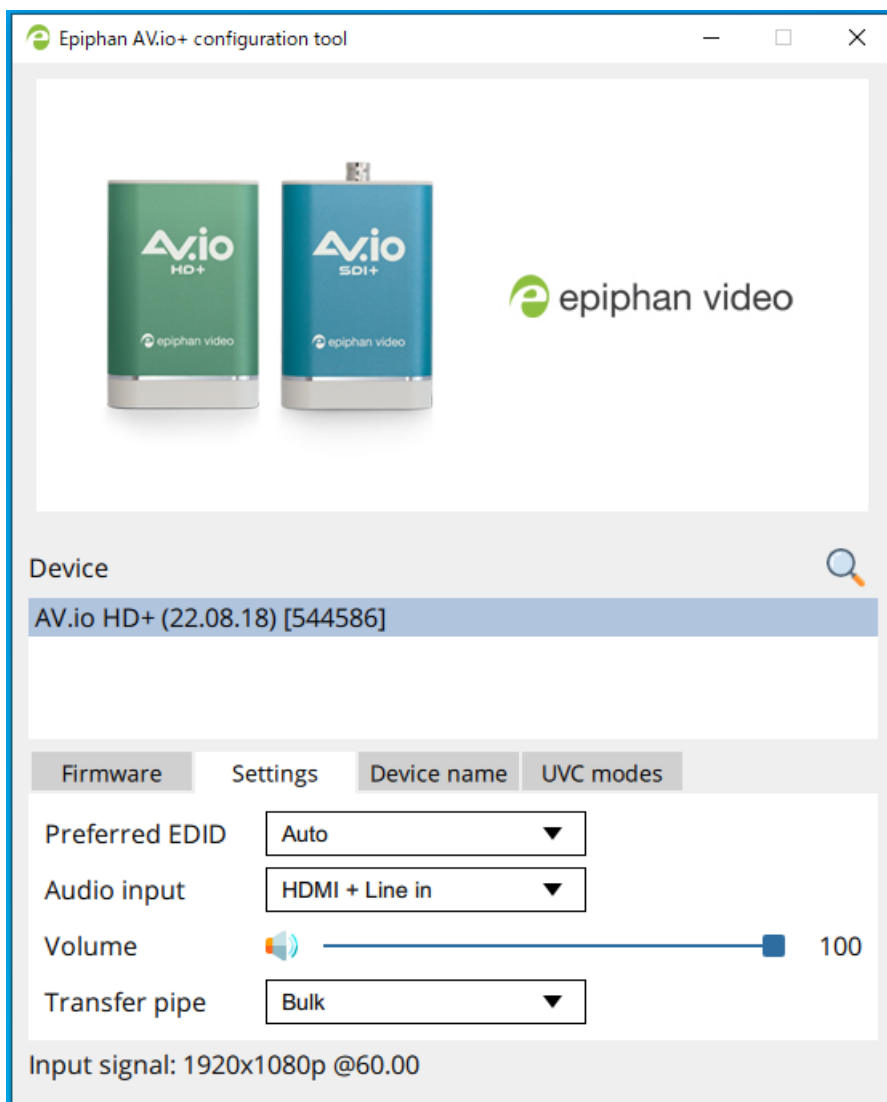 Epiphan AV.io+ configuration tool
AV.io
HD+
epiphan video
AV.io
SDI+
epiphan video
epiphan video
Device
AV.io HD+ (22.08.18) [544586]
Firmware Settings Device name UVC modes
Preferred EDID Auto
Audio input HDMI + Line in
Volume 100
Transfer pipe Bulk
Input signal: 1920x1080p @60.00